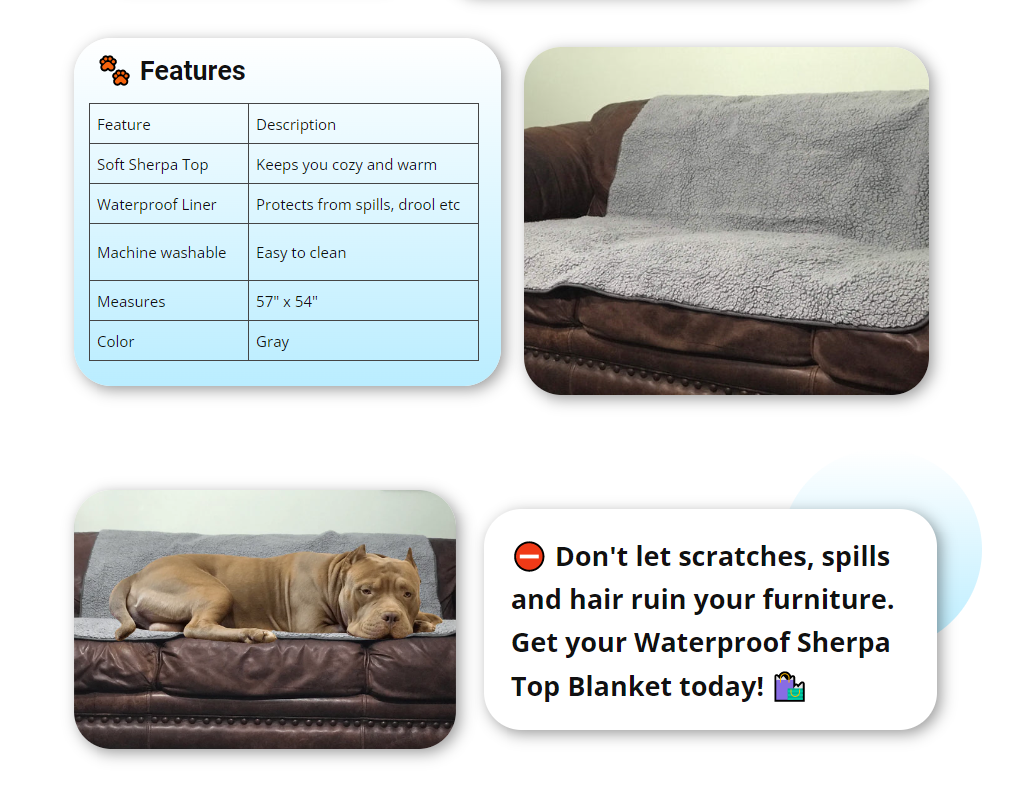 Features
Feature Description
Soft Sherpa Top Keeps you cozy and warm
Waterproof Liner Protects from spills, drool etc
Machine washable Easy to clean
Measures 57" x 54"
Color Gray
Don't let scratches, spills
and hair ruin your furniture.
Get your Waterproof Sherpa
Top Blanket today!